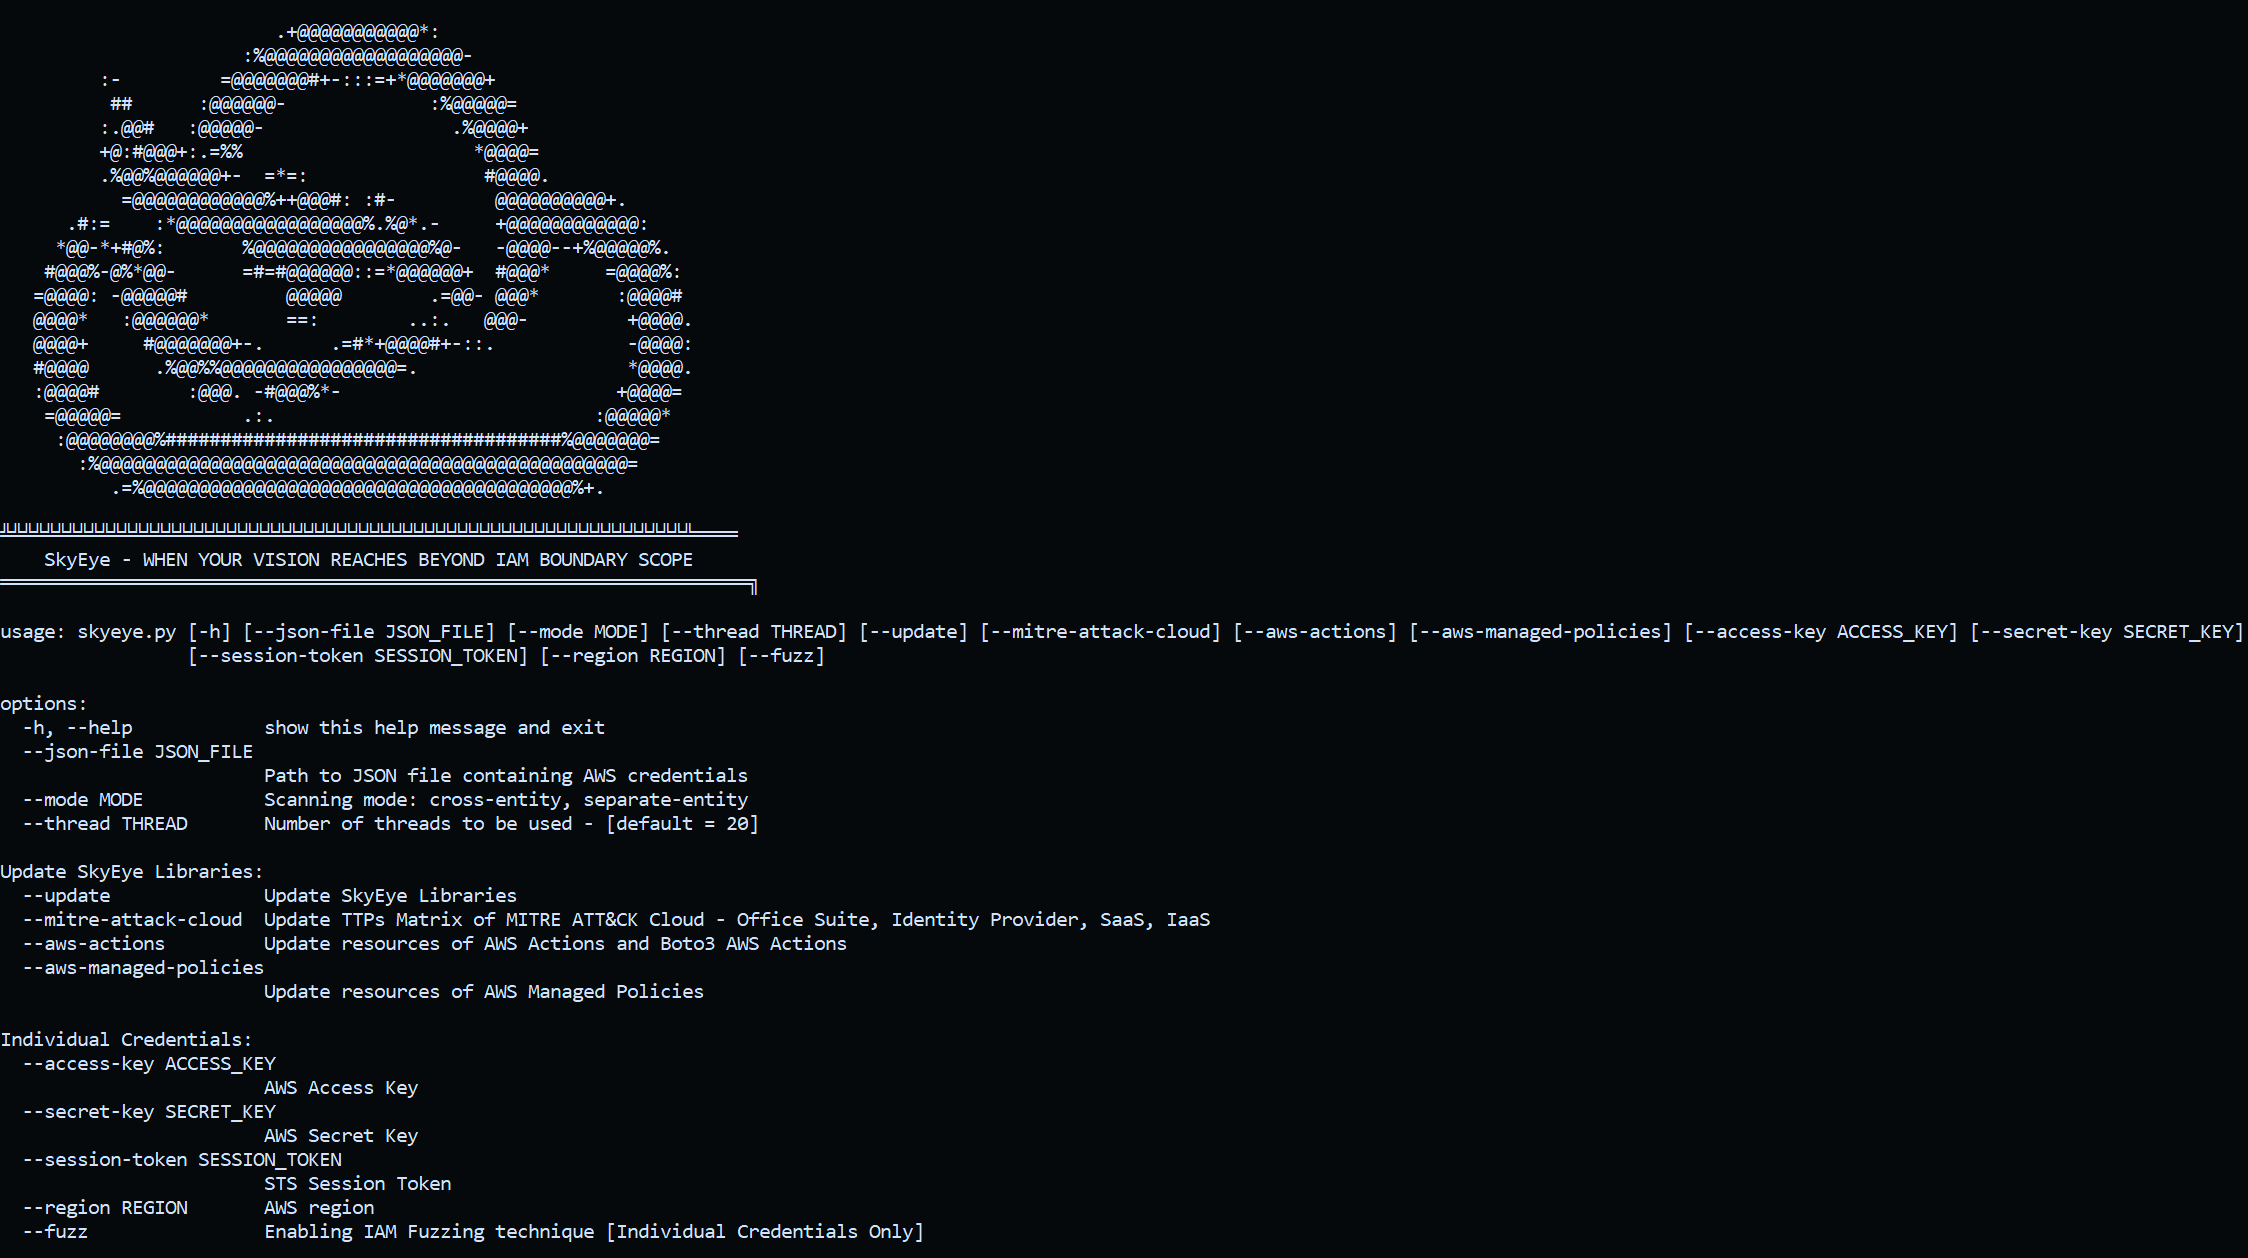 SkyEye - WHEN YOUR VISION REACHES BEYOND IAM BOUNDARY SCOPE
usage: skyeye.py [-h] [--json-file JSON_FILE] [--mode MODE] [--thread THREAD] [--update] [--mitre-attack-cloud] [--aws-actions] [--aws-managed-policies] [--access-key ACCESS_KEY] [--secret-key SECRET_KEY]
[--session-token SESSION_TOKEN] [--region REGION] [--fuzz]
options:
-h, --help show this help message and exit
--json-file JSON_FILE
Path to JSON file containing AWS credentials
--mode MODE Scanning mode: cross-entity, separate-entity
--thread THREAD Number of threads to be used - [default = 20]
Update SkyEye Libraries:
--update Update SkyEye Libraries
--mitre-attack-cloud Update TTPs Matrix of MITRE ATT&CK Cloud - Office Suite, Identity Provider, SaaS, IaaS
--aws-actions Update resources of AWS Actions and Boto3 AWS Actions
--aws-managed-policies
Update resources of AWS Managed Policies
Individual Credentials:
--access-key ACCESS_KEY
AWS Access Key
--secret-key SECRET_KEY
AWS Secret Key
--session-token SESSION_TOKEN
STS Session Token
--region REGION AWS region
--fuzz Enabling IAM Fuzzing technique [Individual Credentials Only]